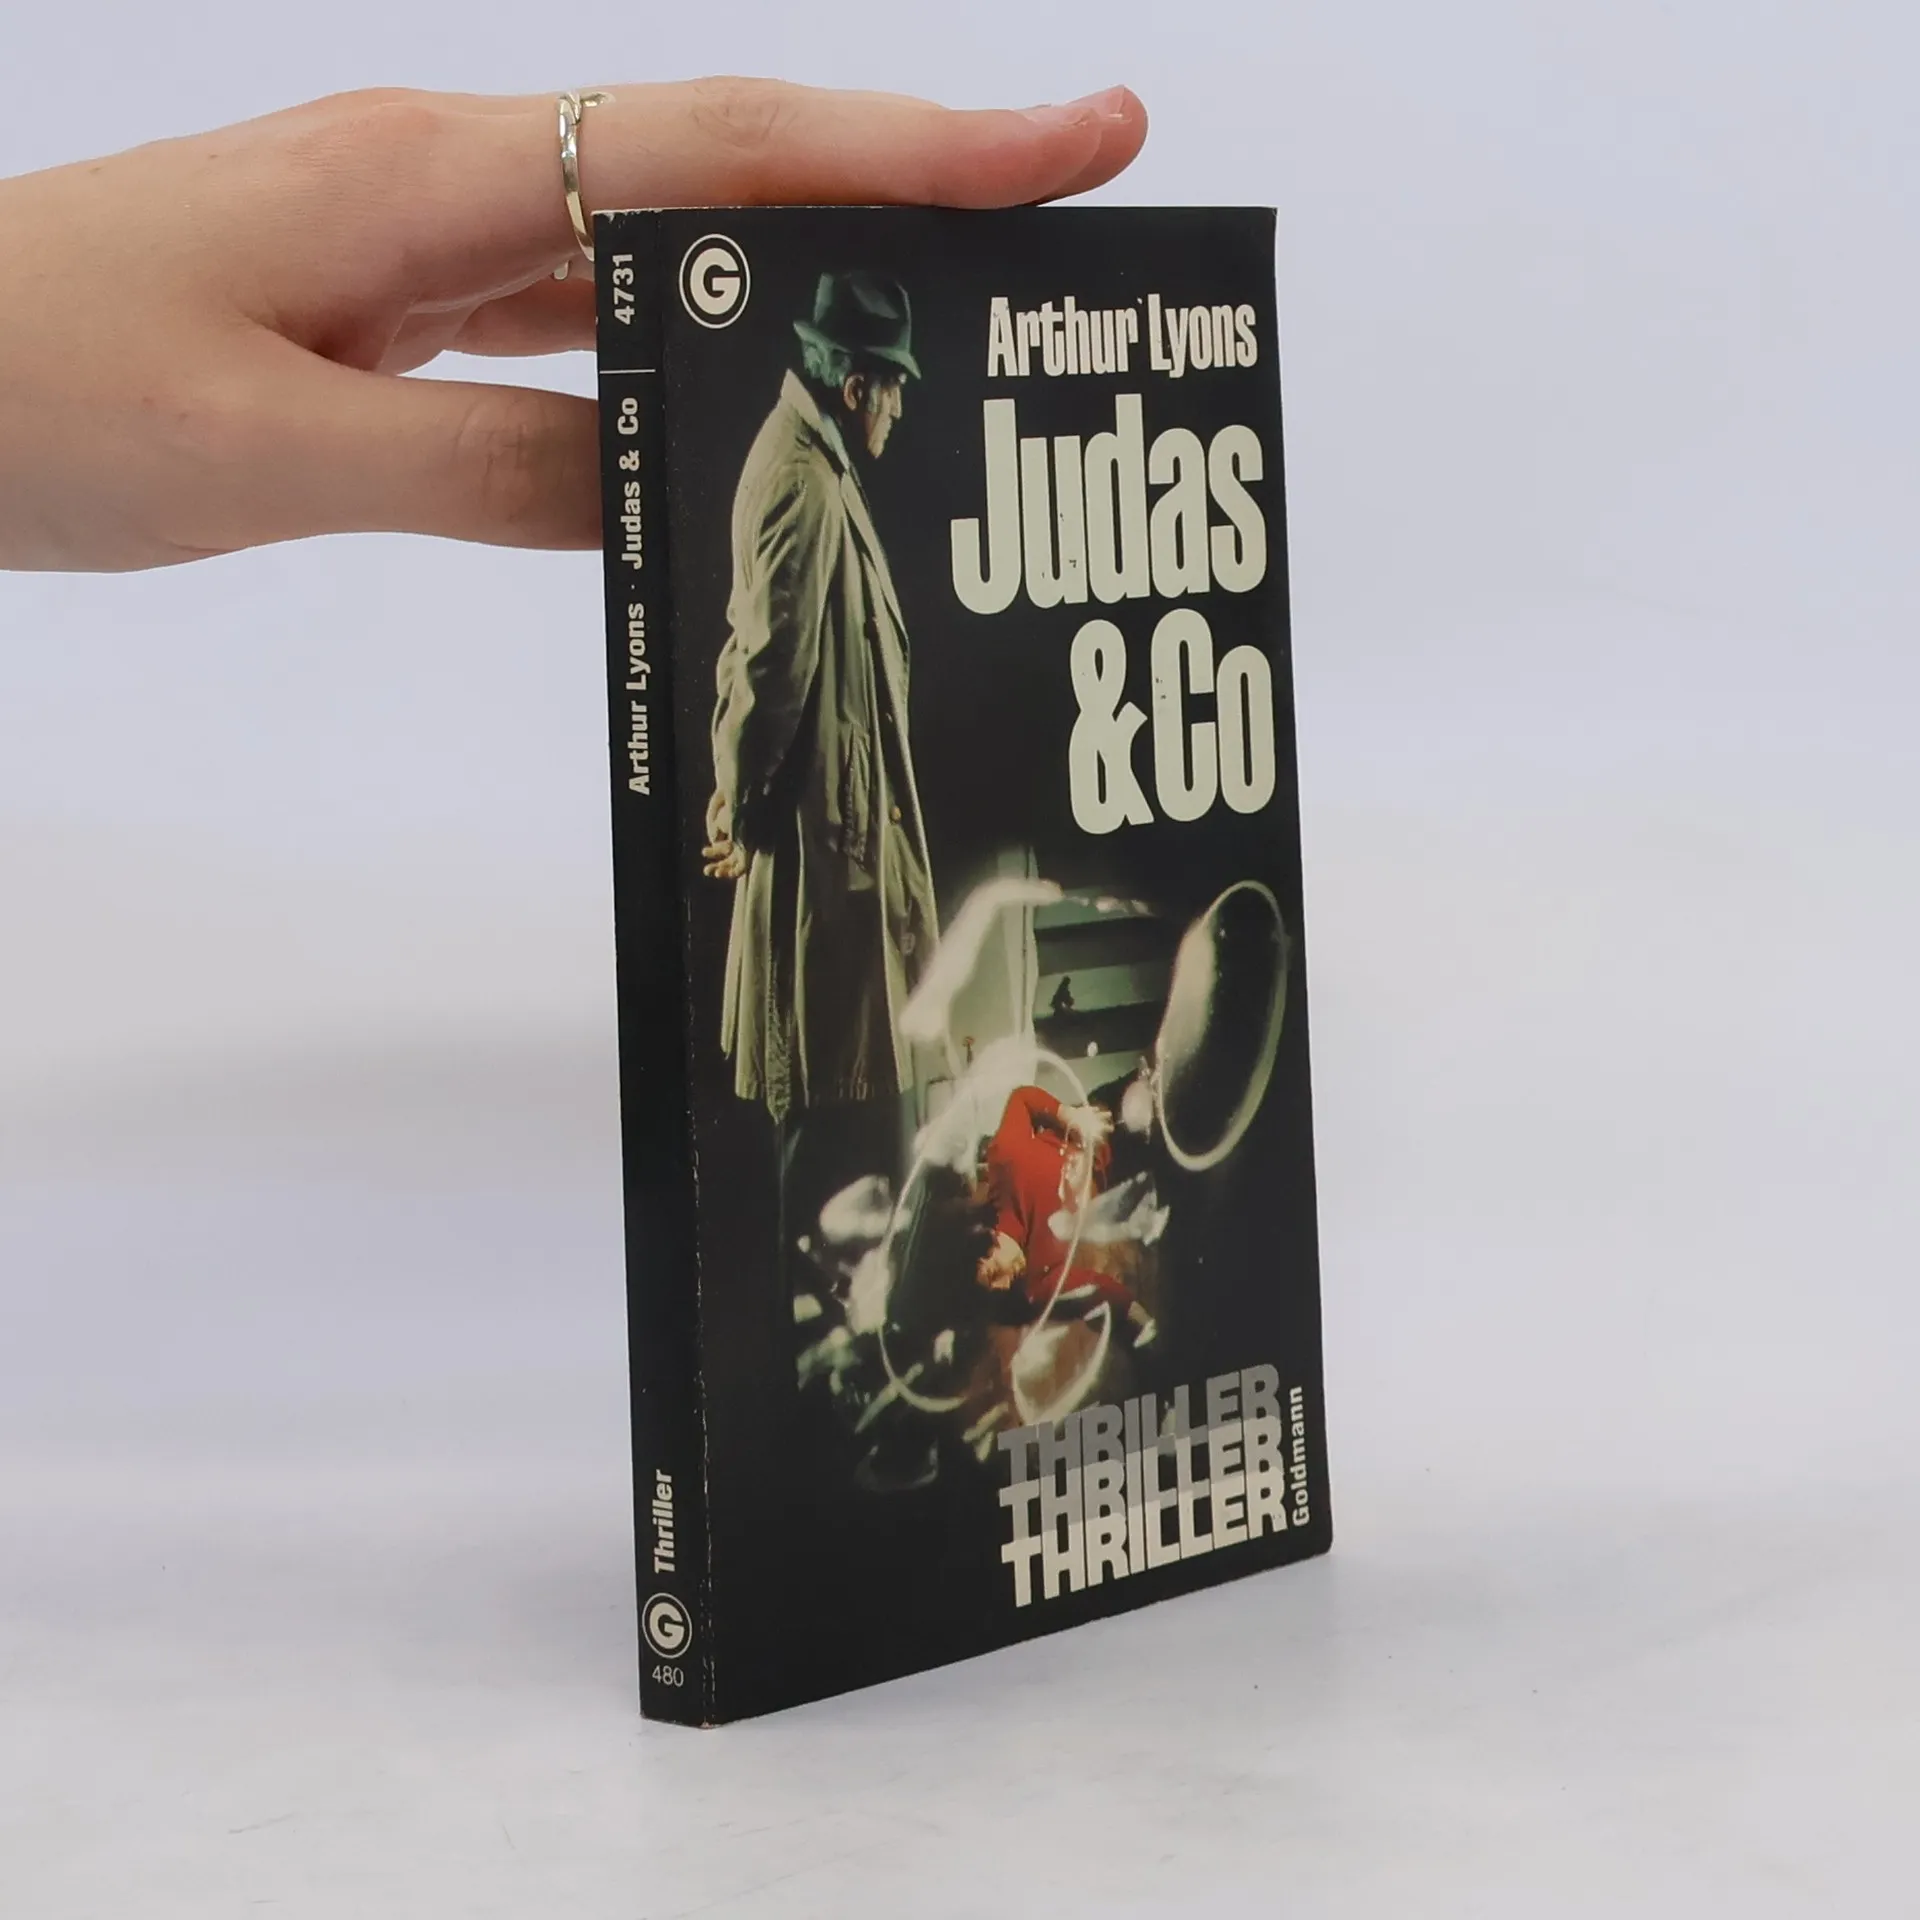 4731
Arthur Lyons · Judas & Co
Thriller
G
480
G
Arthur Lyons
Judas
& Co
THRILLER
THRILLER
THRILLER
Goldmann